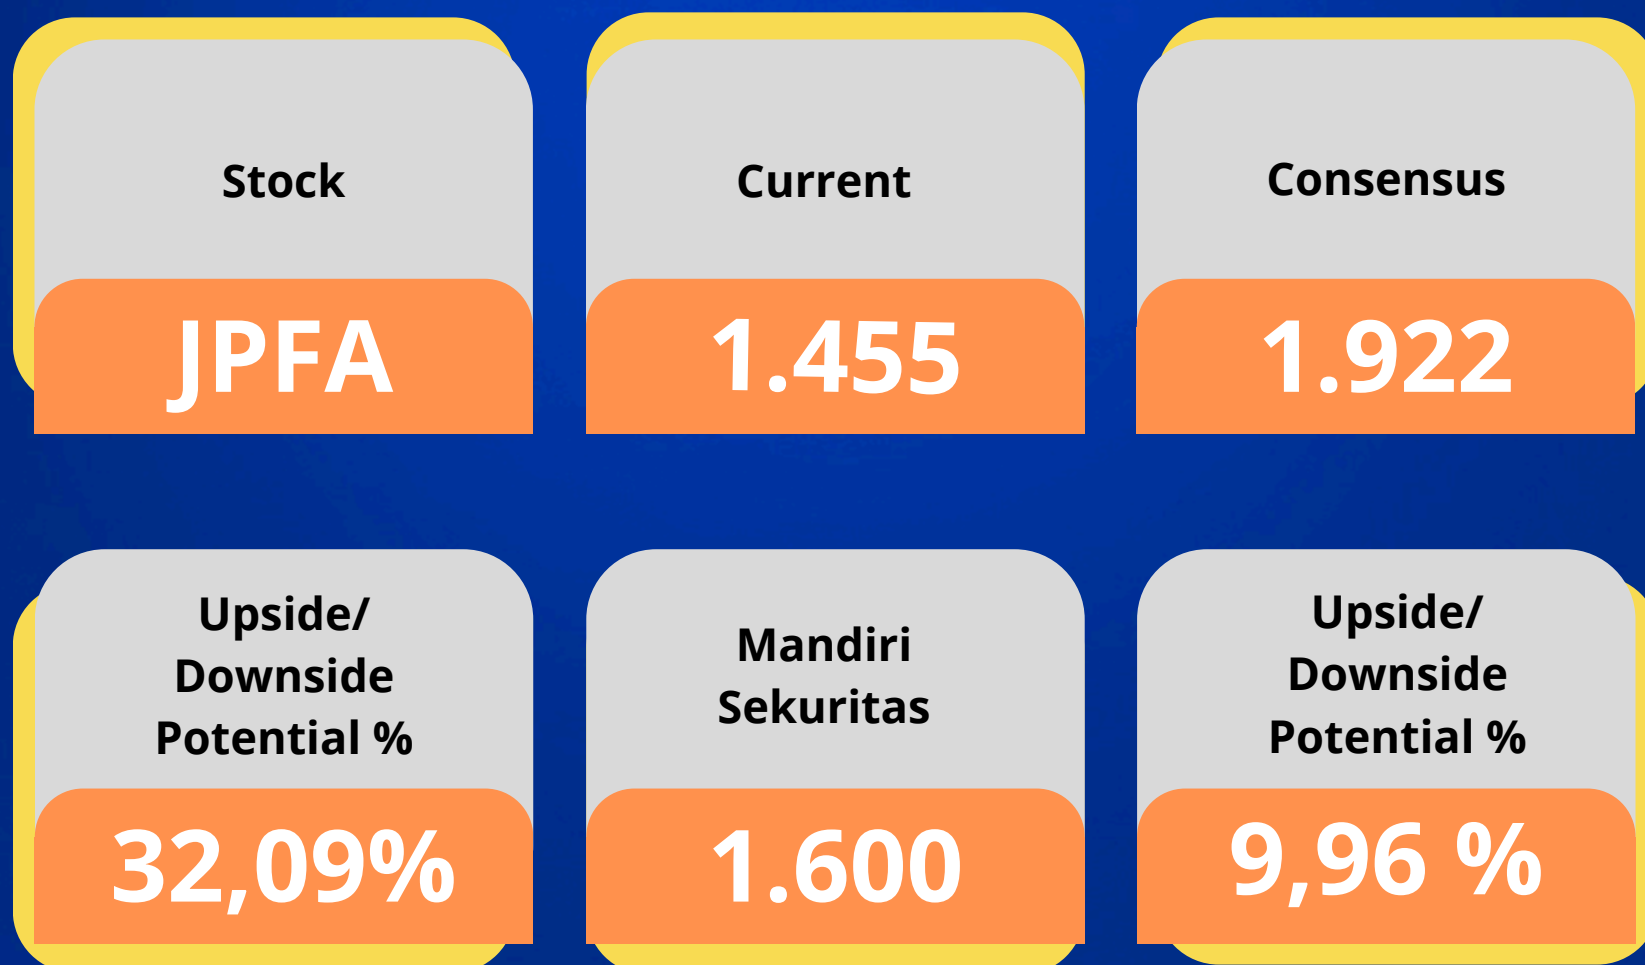 Stock
JPFA
Current
1.455
Consensus
1.922
Upside/
Downside
Potential %
32,09%
Mandiri
Sekuritas
1.600
Upside/
Downside
Potential %
9,96 %